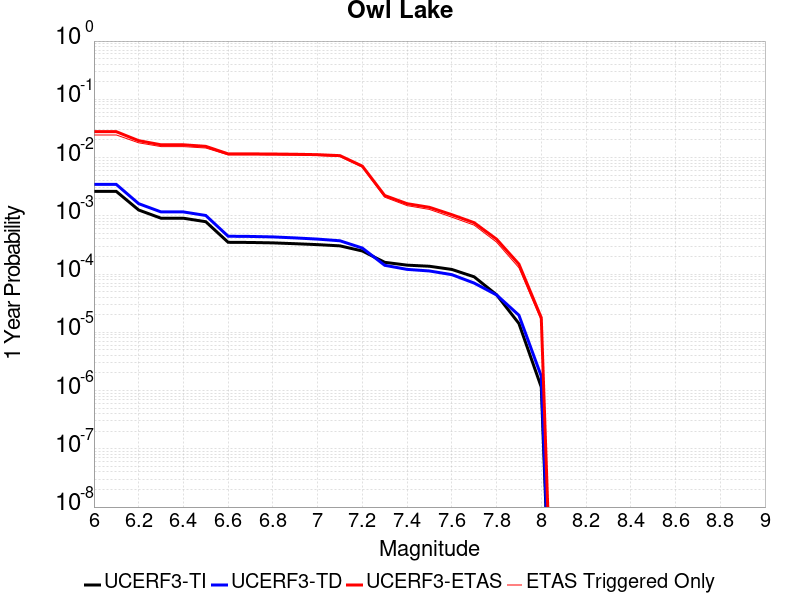 Owl Lake
10^0
10^-1
10^-2
10^-3
10^-4
10^-5
10^-6
10^-7
10^-8
1 Year Probability
6 6.2 6.4 6.6 6.8 7 7.2 7.4 7.6 7.8 8 8.2 8.4 8.6 8.8 9
Magnitude
UCERF3-TI UCERF3-TD UCERF3-ETAS ETAS Triggered Only